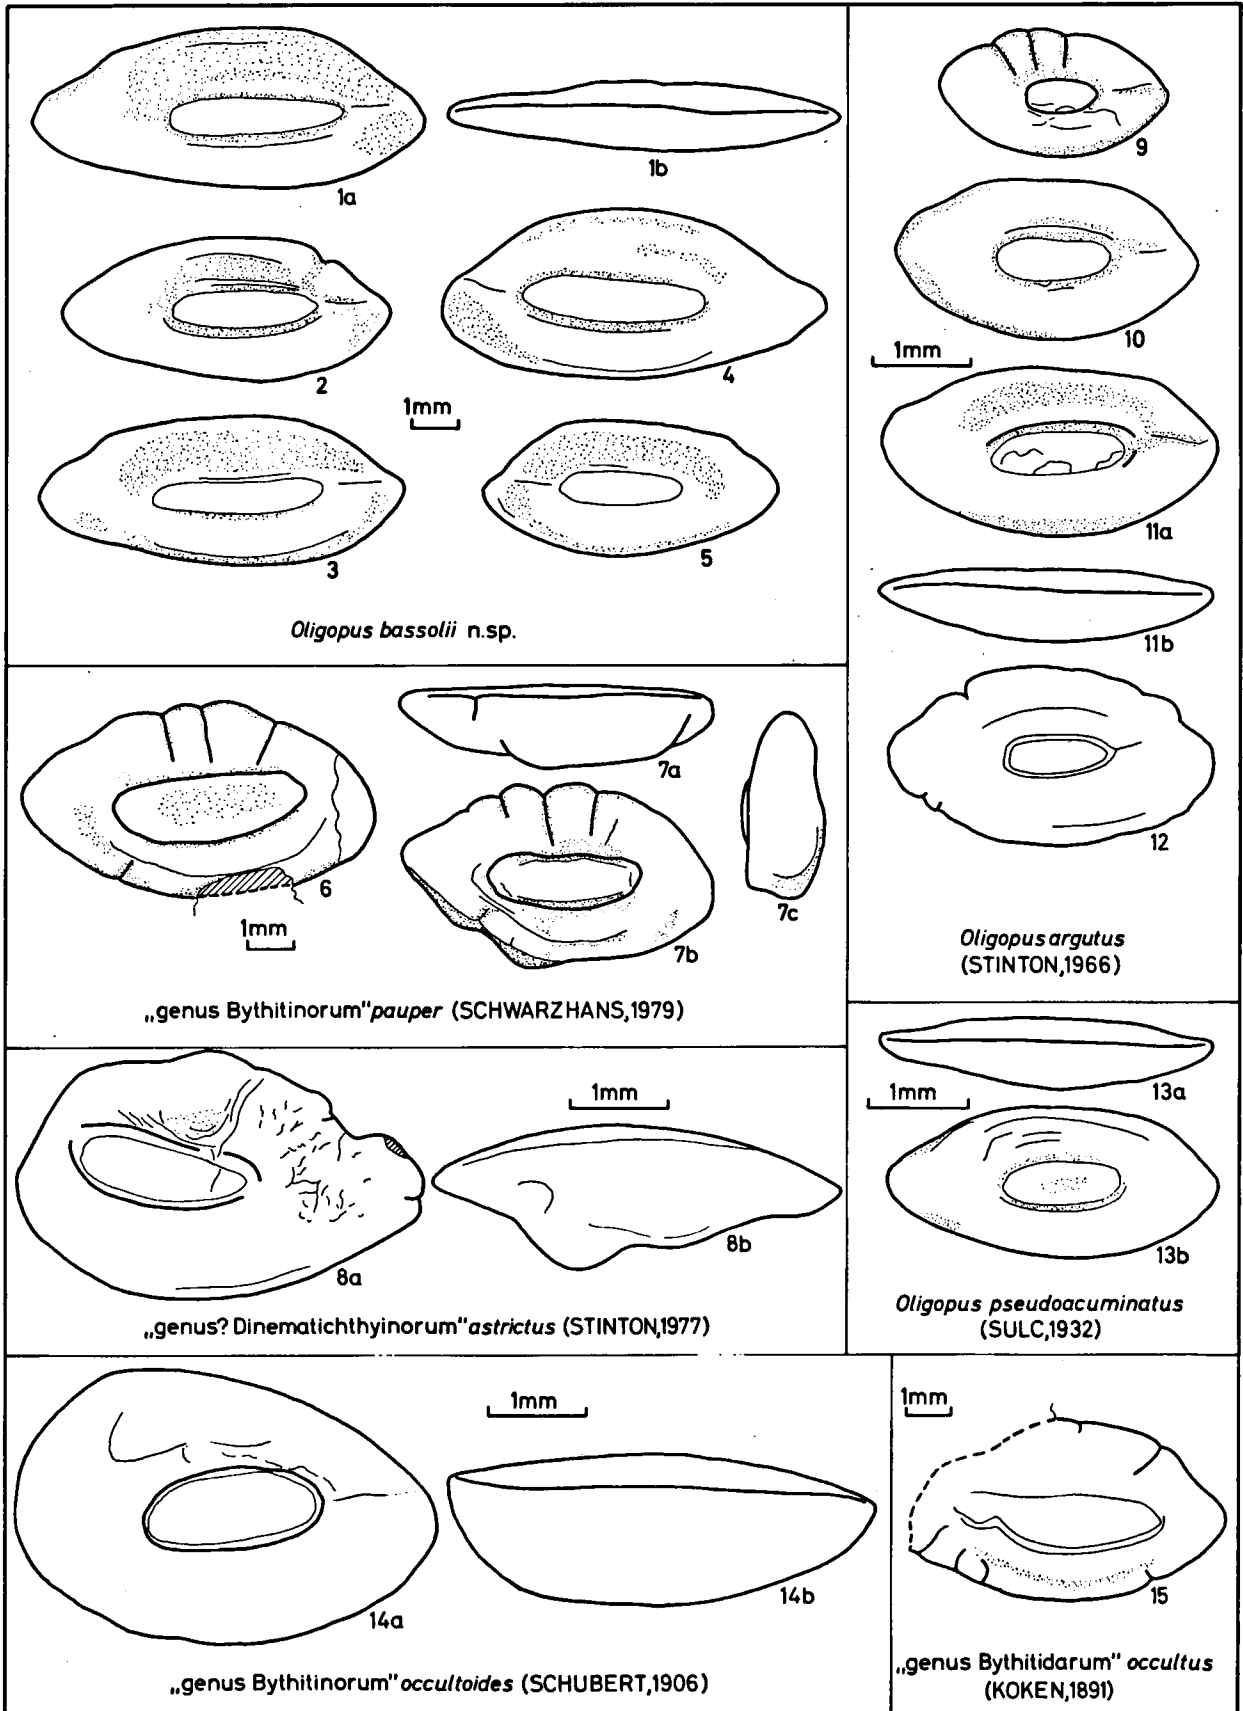 1a
1b
2
4
1mm
3
5
Oligopus bassolii n.sp.
9
10
1mm
11a
11b
12
Oligopus argutus
(STINTON,1966)
6
1mm
7a
7b
7c
„genus Bythitinorum" pauper (SCHWARZHANS,1979)
8a
1mm
8b
„genus? Dinematichthyinorum" astrictus (STINTON,1977)
13a
1mm
13b
Oligopus pseudoacuminatus
(SULC,1932)
14a
1mm
14b
„genus Bythitinorum" occultoides (SCHUBERT,1906)
1mm
15
„genus Bythitidarum" occultus
(KOKEN,1891)